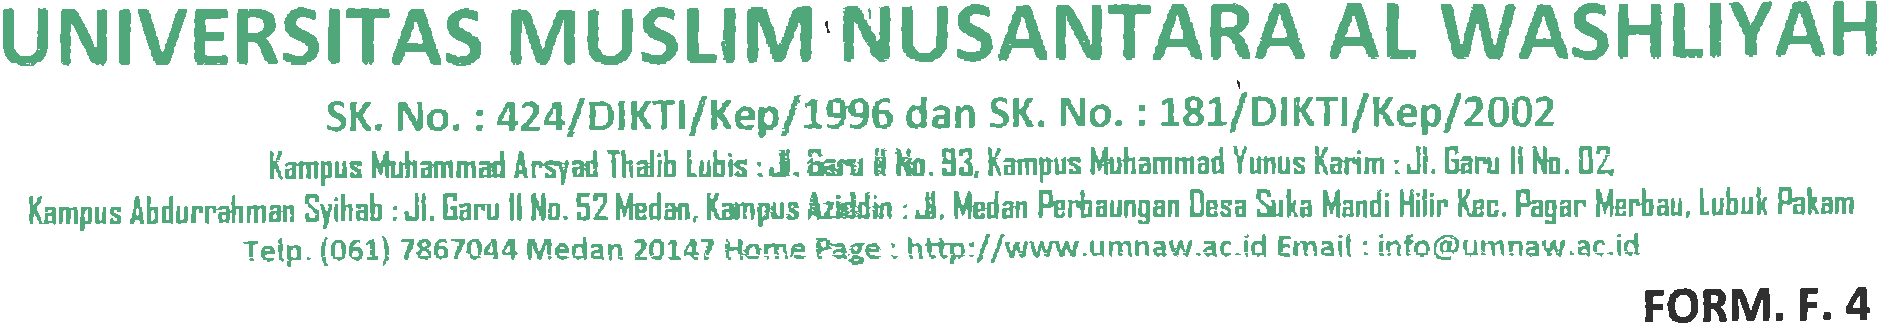 UNIVERSITAS MUSLIM NUSANTARA AL WASHLIYAH
SK. No. : 424/DIKTI/Kep/1996 dan SK. No. : 181/DIKTI/Kep/2002
Kampus Muhammad Arsyad Thalib Lubis : Jl. Garu II No. 93, Kampus Muhammad Yunus Karim : Jl. Garu II No. 02,
Kampus Abdurrahman Syihab : Jl. Garu II No. 52 Medan, Kampus Aziddin : Jl. Medan Perbaungan Desa Suka Mandi Hilir Kec. Pagar Merbau, Lubuk Pakam
Telp. (061) 7867044 Medan 20147 Home Page : http://www.umnaw.ac.id Email : info@umnaw.ac.id
FORM. F. 4